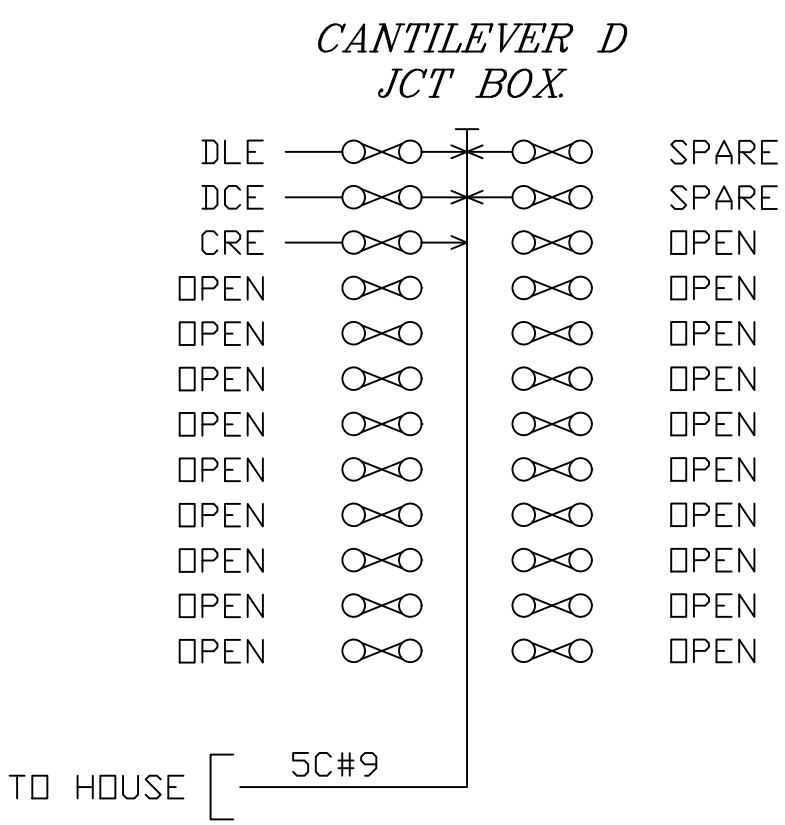 CANTILEVER D
JCT BOX.
DLE SPARE
DCE SPARE
CRE OPEN
OPEN OPEN
OPEN OPEN
OPEN OPEN
OPEN OPEN
OPEN OPEN
OPEN OPEN
OPEN OPEN
OPEN OPEN
OPEN OPEN
5C#9
TO HOUSE